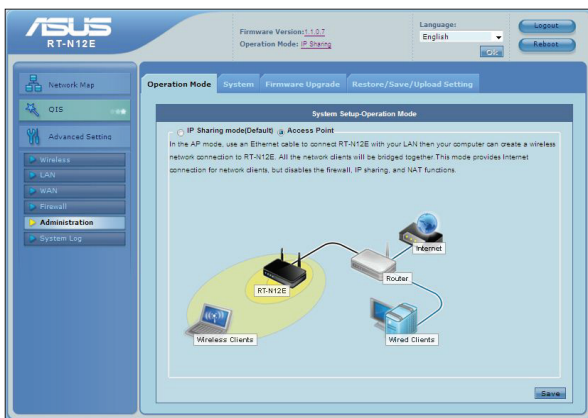 ASUS
RT-N12E
Firmware Version:1.1.0.7
Operation Mode: IP Sharing
Language:
English
Logout
Reboot
Network Map
QIS
Advanced Setting
Wireless
LAN
WAN
Firewall
Administration
System Log
Operation Mode
System
Firmware Upgrade
Restore/Save/Upload Setting
System Setup-Operation Mode
IP Sharing mode(Default) Access Point
In the AP mode, use an Ethernet cable to connect RT-N12E with your LAN then your computer can create a wireless
network connection to RT-N12E. All the network clients will be bridged together.This mode provides Internet
connection for network clients, but disables the firewall, IP sharing, and NAT functions.
Internet
Router
RT-N12E
Wireless Clients
Wired Clients
Save